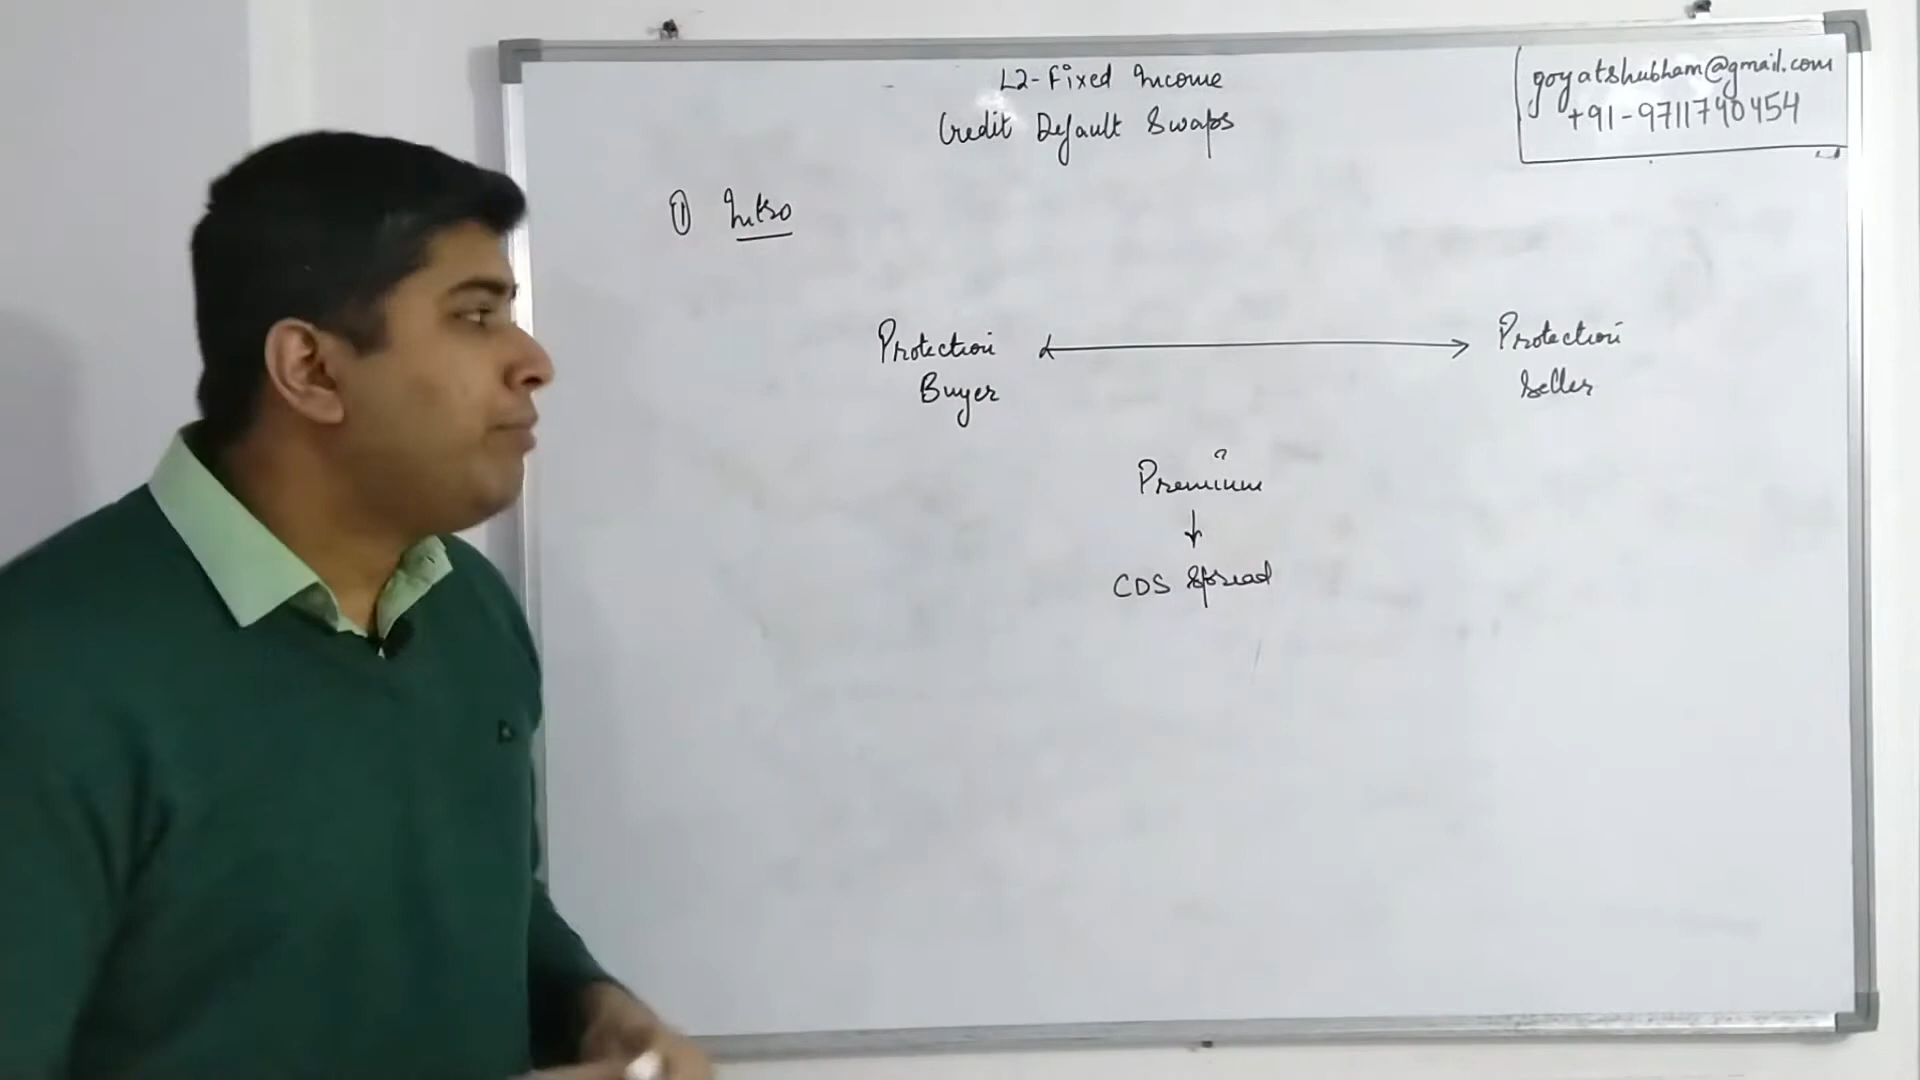 L2-Fixed Income
Credit Default Swaps
goyatshubham@gmail.com
+91-9711790454
① Intro
Protection
Buyer
Protection
Seller
Premium
CDS Spread